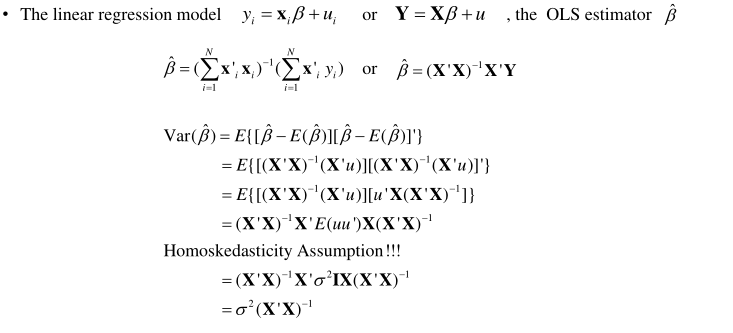 • The linear regression model y_i = x_i β + u_i or Y = Xβ + u , the OLS estimator β̂
β̂ = (∑_{i=1}^{N} x'_i x_i)^{-1} (∑_{i=1}^{N} x'_i y_i) or β̂ = (X'X)^{-1} X'Y
Var(β̂) = E{[β̂ − E(β̂)][β̂ − E(β̂)]'}
= E{[(X'X)^{-1}(X'u)][(X'X)^{-1}(X'u)]'}
= E{[(X'X)^{-1}(X'u)][u'X(X'X)^{-1}]}
= (X'X)^{-1} X'E(uu')X(X'X)^{-1}
Homoskedasticity Assumption!!!
= (X'X)^{-1} X'σ²IX(X'X)^{-1}
= σ²(X'X)^{-1}